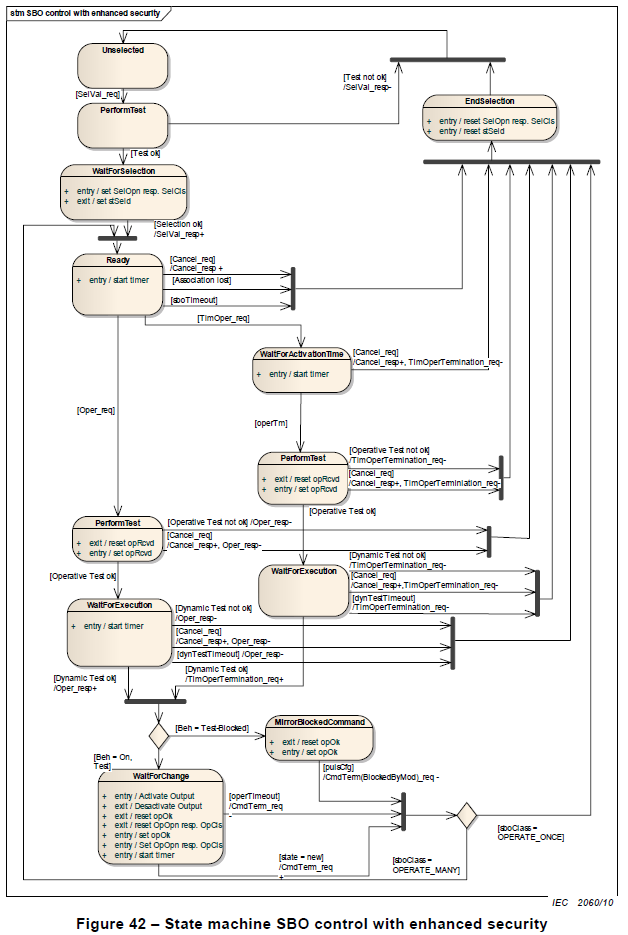 stm SBO control with enhanced security
Unselected
[SelVal_req]
[Test not ok]
/SelVal_resp-
PerformTest
EndSelection
+ entry / reset SelOpn resp. SelCls
+ entry / reset stSeld
[Test ok]
WaitForSelection
+ entry / set SelOpn resp. SelCls
+ exit / set stSeld
[Selection ok]
/SelVal_resp+
Ready
+ entry / start timer
[Cancel_req]
/Cancel_resp +
[Association lost]
[sboTimeout]
[TimOper_req]
WaitForActivationTime
+ entry / start timer
[Cancel_req]
/Cancel_resp+, TimOperTermination_req-
[Oper_req]
[operTm]
PerformTest
+ exit / reset opRcvd
+ entry / set opRcvd
[Operative Test not ok]
/TimOperTermination_req-
[Cancel_req]
/Cancel_resp+, TimOperTerminlation_req-
[Operative Test ok]
PerformTest
+ exit / reset opRcvd
+ entry / set opRcvd
[Operative Test not ok] /Oper_resp-
[Cancel_req]
/Cancel_resp+, Oper_resp-
[Operative Test ok]
WaitForExecution
[Dynamic Test not ok]
/TimOperTermination_req-
[Cancel_req]
/Cancel_resp+,TimOperTermination_req-
[dynTestTimeout]
/TimOperTermination_req-
WaitForExecution
+ entry / start timer
[Dynamic Test not ok]
/Oper_resp-
[Cancel_req]
/Cancel_resp+, Oper_resp-
[dynTestTimeout] /Oper_resp-
[Dynamic Test ok]
/Oper_resp+
[Dynamic Test ok]
/TimOperTermination_req+
[Beh = Test-Blocked]
MirrorBlockedCommand
+ exit / reset opOk
+ entry / set opOk
[Beh = On,
Test]
[pulsCfg]
/CmdTerm(BlockedByMod)_req -
WaitForChange
+ entry / Activate Output
+ exit / Desactivate Output
+ exit / reset opOk
+ exit / reset OpOpn resp. OpCls
+ entry / set opOk
+ entry / Set OpOpn resp. OpCls
+ entry / start timer
[operTimeout]
/CmdTerm_req
-
[state = new]
/CmdTerm_req
+
[sboClass =
OPERATE_MANY]
[sboClass =
OPERATE_ONCE]
IEC 2060/10
Figure 42 – State machine SBO control with enhanced security